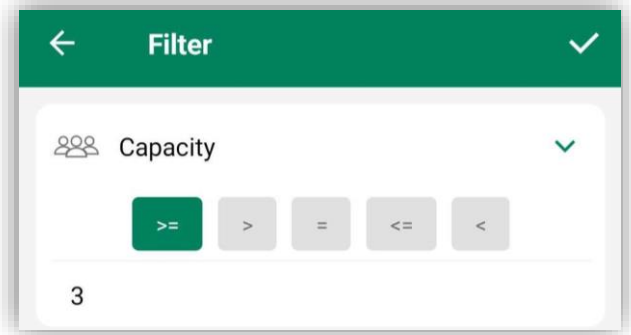 Filter
Capacity
>= > = <= <
3